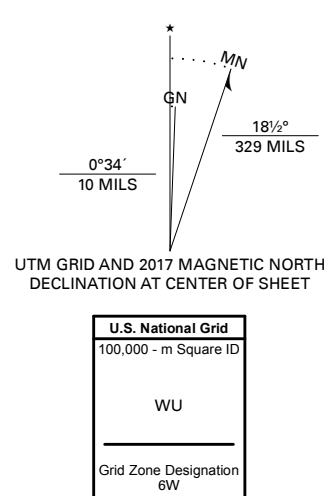 ★
MN
GN
18½°
329 MILS
0°34´
10 MILS
UTM GRID AND 2017 MAGNETIC NORTH
DECLINATION AT CENTER OF SHEET
U.S. National Grid
100,000 - m Square ID
WU
Grid Zone Designation
6W